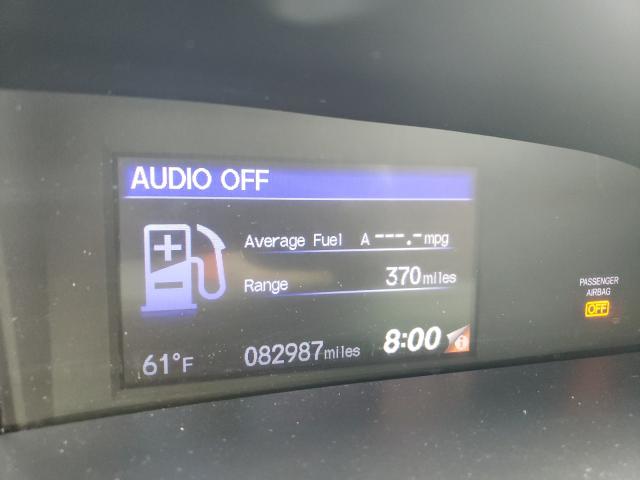 AUDIO OFF
Average Fuel A ---.- mpg
Range 370 miles
61°F 082987 miles 8:00 i
PASSENGER
AIRBAG
OFF